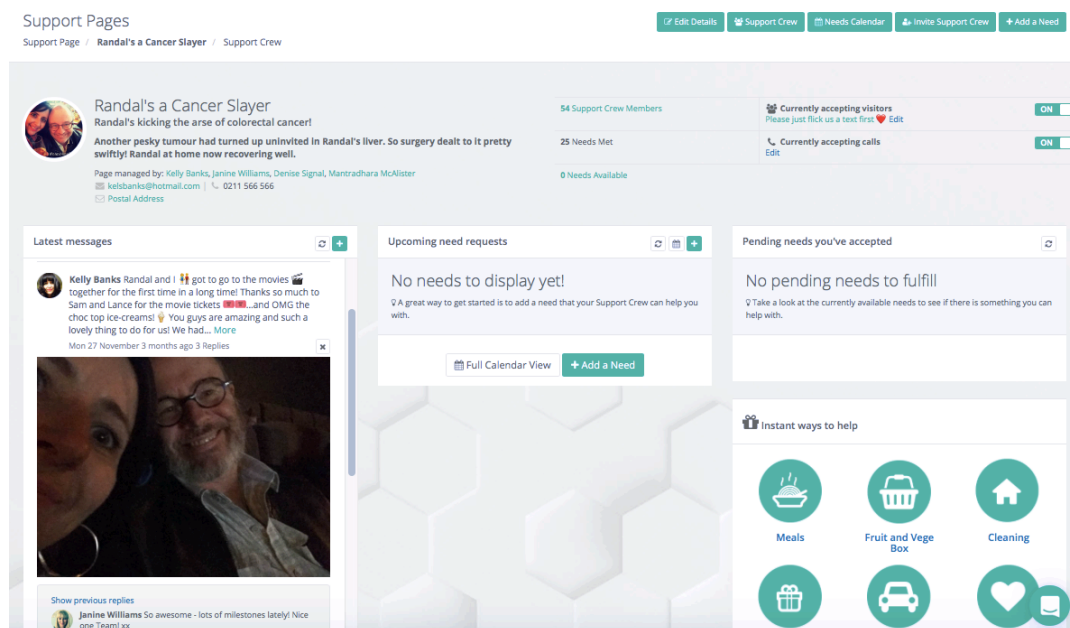 Support Pages
Edit Details
Support Crew
Needs Calendar
Invite Support Crew
+ Add a Need
Support Page / Randal's a Cancer Slayer / Support Crew
Randal's a Cancer Slayer
Randal's kicking the arse of colorectal cancer!
Another pesky tumour had turned up uninvited in Randal's liver. So surgery dealt to it pretty
swiftly! Randal at home now recovering well.
Page managed by: Kelly Banks, Janine Williams, Denise Signal, Mantradhara McAlister
kelsbanks@hotmail.com | 0211 566 566
Postal Address
54 Support Crew Members
25 Needs Met
0 Needs Available
Currently accepting visitors
Please just flick us a text first ❤️ Edit
ON
Currently accepting calls
Edit
ON
Latest messages
Kelly Banks Randal and I 👫 got to go to the movies 🎬
together for the first time in a long time! Thanks so much to
Sam and Lance for the movie tickets 🎟️🎟️...and OMG the
choc top ice-creams! 🍦 You guys are amazing and such a
lovely thing to do for us! We had... More
Mon 27 November 3 months ago 3 Replies
Show previous replies
Janine Williams So awesome - lots of milestones lately! Nice
one Team! xx
Upcoming need requests
No needs to display yet!
A great way to get started is to add a need that your Support Crew can help you
with.
Full Calendar View
+ Add a Need
Pending needs you've accepted
No pending needs to fulfill
Take a look at the currently available needs to see if there is something you can
help with.
Instant ways to help
Meals
Fruit and Vege
Box
Cleaning